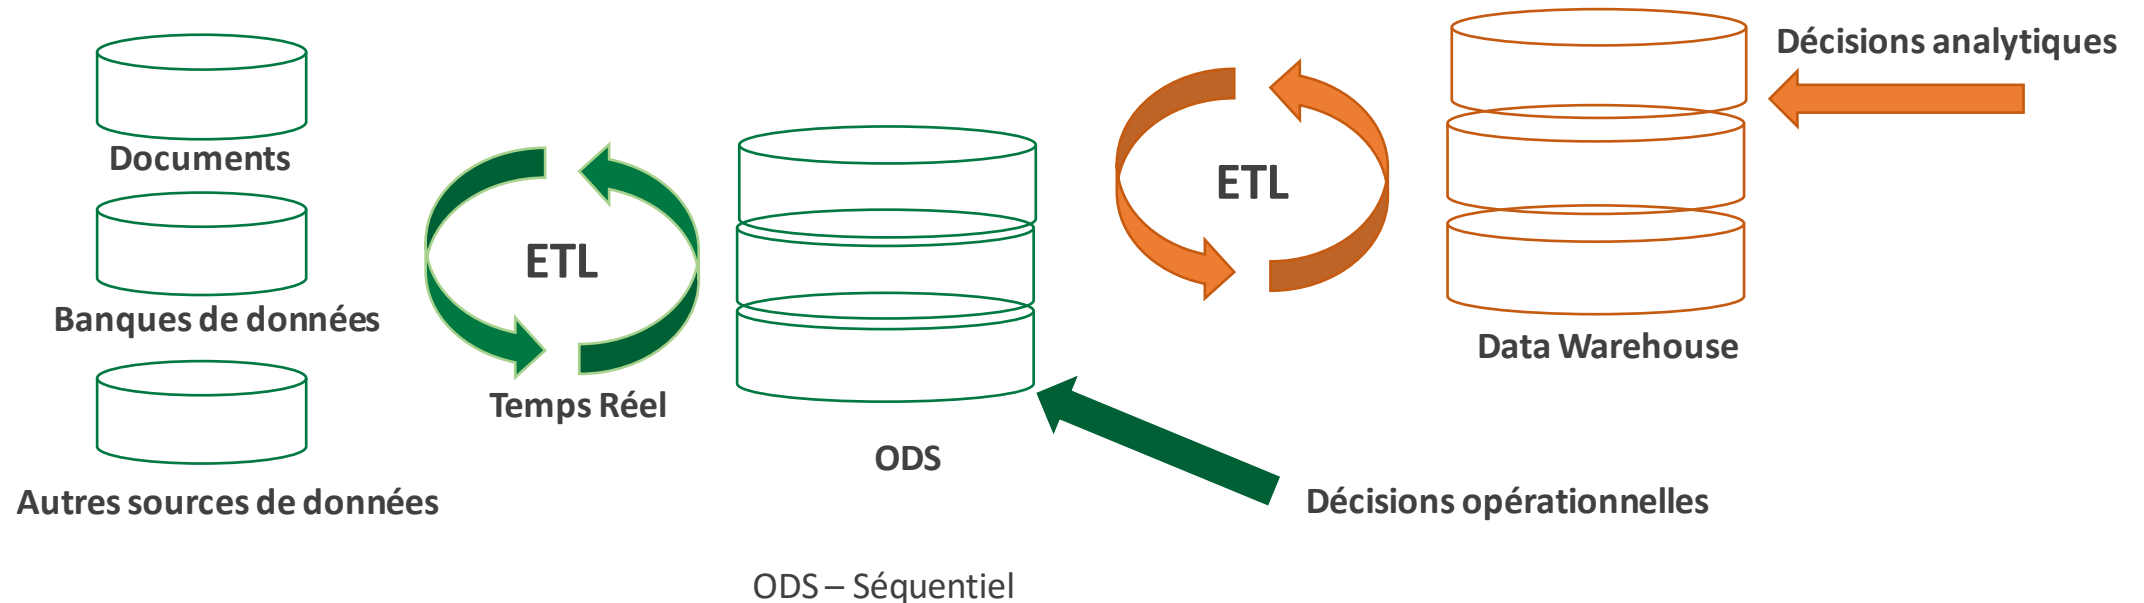 Documents
Banques de données
Autres sources de données
ETL
Temps Réel
ODS
ETL
Data Warehouse
Décisions analytiques
Décisions opérationnelles
ODS – Séquentiel